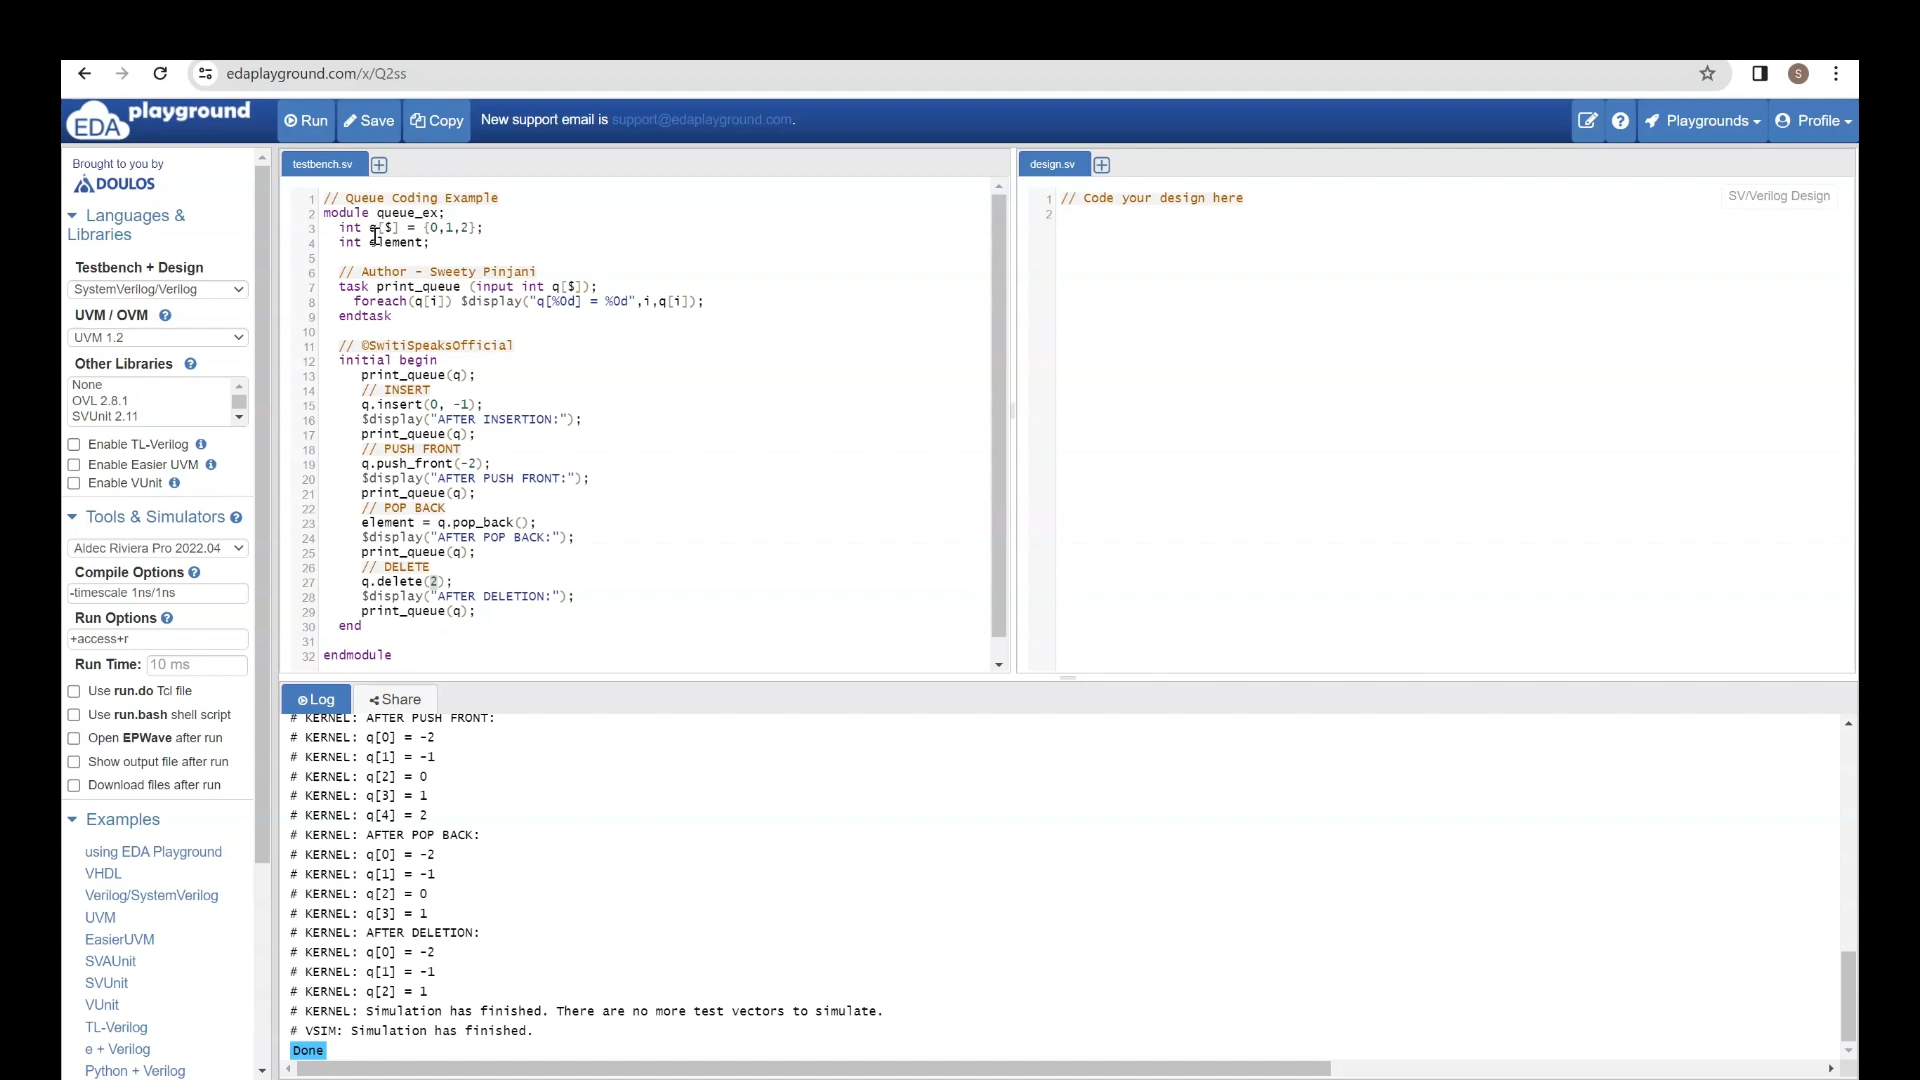 edaplayground.com/x/Q2ss
S
EDA playground
Run
Save
Copy
New support email is support@edaplayground.com.
Playgrounds
Profile
Brought to you by
DOULOS
Languages &
Libraries
Testbench + Design
SystemVerilog/Verilog
UVM / OVM
UVM 1.2
Other Libraries
None
OVL 2.8.1
SVUnit 2.11
Enable TL-Verilog
Enable Easier UVM
Enable VUnit
Tools & Simulators
Aldec Riviera Pro 2022.04
Compile Options
-timescale 1ns/1ns
Run Options
+access+r
Run Time: 10 ms
Use run.do Tcl file
Use run.bash shell script
Open EPWave after run
Show output file after run
Download files after run
Examples
using EDA Playground
VHDL
Verilog/SystemVerilog
UVM
EasierUVM
SVAUnit
SVUnit
VUnit
TL-Verilog
e + Verilog
Python + Verilog
testbench.sv
1 // Queue Coding Example
2 module queue_ex;
3 int q[$] = {0,1,2};
4 int element;
5
6 // Author - Sweety Pinjani
7 task print_queue (input int q[$]);
8 foreach(q[i]) $display("q[%0d] = %0d",i,q[i]);
9 endtask
10
11 // ©SwitiSpeaksOfficial
12 initial begin
13 print_queue(q);
14 // INSERT
15 q.insert(0, -1);
16 $display("AFTER INSERTION:");
17 print_queue(q);
18 // PUSH FRONT
19 q.push_front(-2);
20 $display("AFTER PUSH FRONT:");
21 print_queue(q);
22 // POP BACK
23 element = q.pop_back();
24 $display("AFTER POP BACK:");
25 print_queue(q);
26 // DELETE
27 q.delete(2);
28 $display("AFTER DELETION:");
29 print_queue(q);
30 end
31
32 endmodule
design.sv
1 // Code your design here
2
SV/Verilog Design
Log
Share
# KERNEL: AFTER PUSH FRONT:
# KERNEL: q[0] = -2
# KERNEL: q[1] = -1
# KERNEL: q[2] = 0
# KERNEL: q[3] = 1
# KERNEL: q[4] = 2
# KERNEL: AFTER POP BACK:
# KERNEL: q[0] = -2
# KERNEL: q[1] = -1
# KERNEL: q[2] = 0
# KERNEL: q[3] = 1
# KERNEL: AFTER DELETION:
# KERNEL: q[0] = -2
# KERNEL: q[1] = -1
# KERNEL: q[2] = 1
# KERNEL: Simulation has finished. There are no more test vectors to simulate.
# VSIM: Simulation has finished.
Done